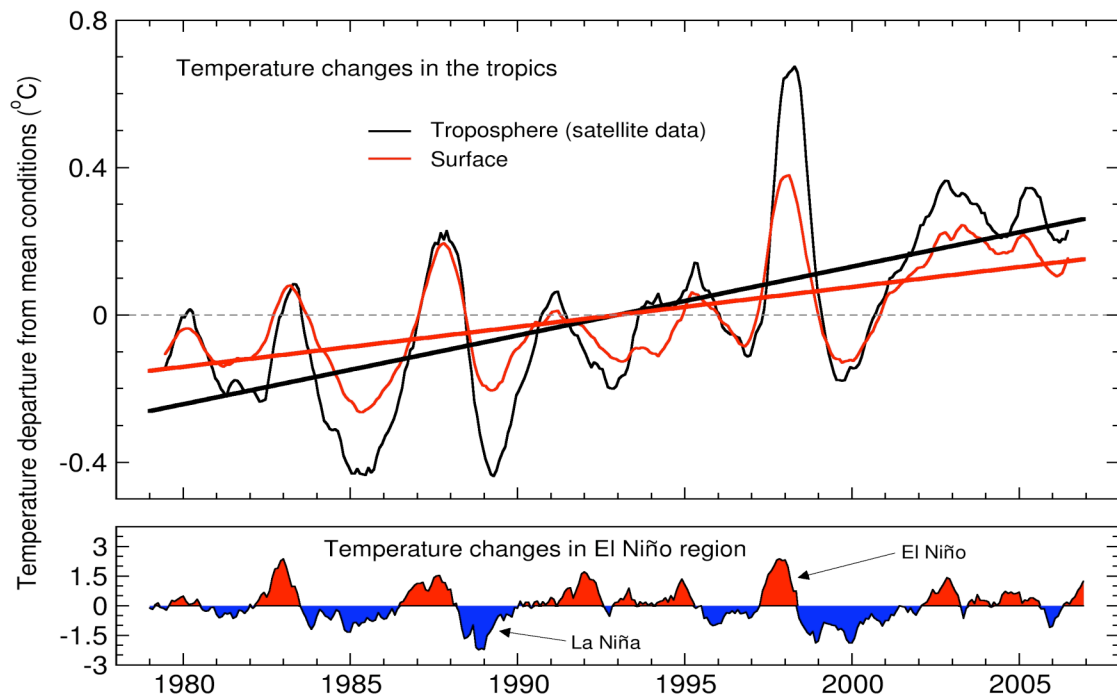 Temperature departure from mean conditions (°C)
0.8
0.4
0
-0.4
Temperature changes in the tropics
Troposphere (satellite data)
Surface
3
1.5
0
-1.5
-3
Temperature changes in El Niño region
El Niño
La Niña
1980 1985 1990 1995 2000 2005